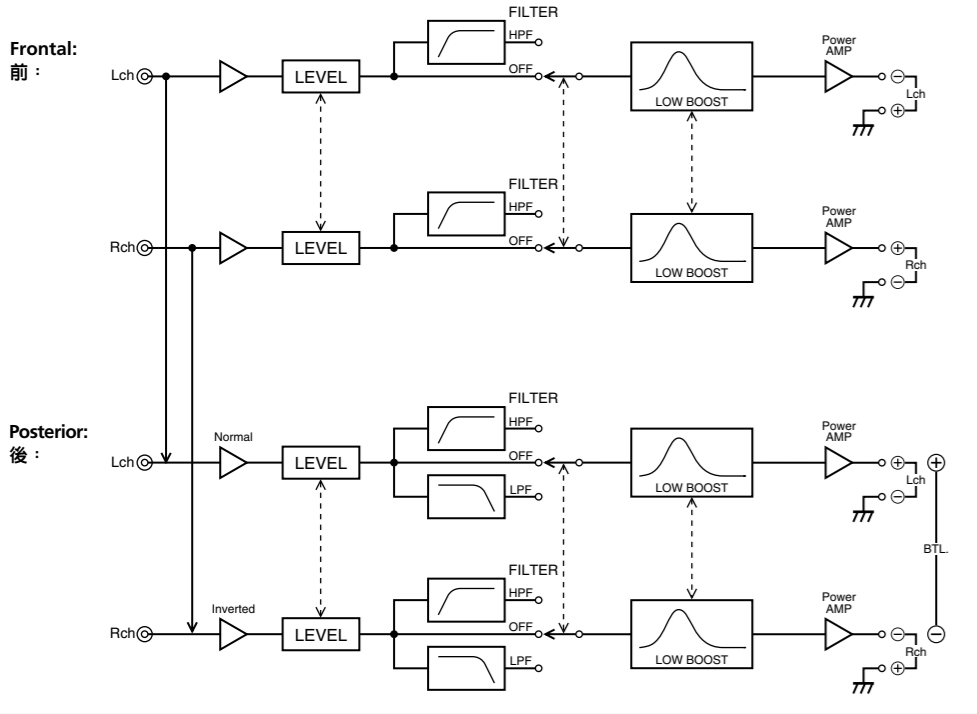 Frontal:
前：
Lch
LEVEL
FILTER
HPF
OFF
LOW BOOST
Power
AMP
⊖
Lch
⊕
Rch
LEVEL
FILTER
HPF
OFF
LOW BOOST
Power
AMP
⊕
Rch
⊖
Posterior:
後：
Lch
Normal
LEVEL
FILTER
HPF
OFF
LPF
LOW BOOST
Power
AMP
⊕
Lch
⊖
⊕
BTL.
⊖
Rch
Inverted
LEVEL
FILTER
HPF
OFF
LPF
LOW BOOST
Power
AMP
⊖
Rch
⊕